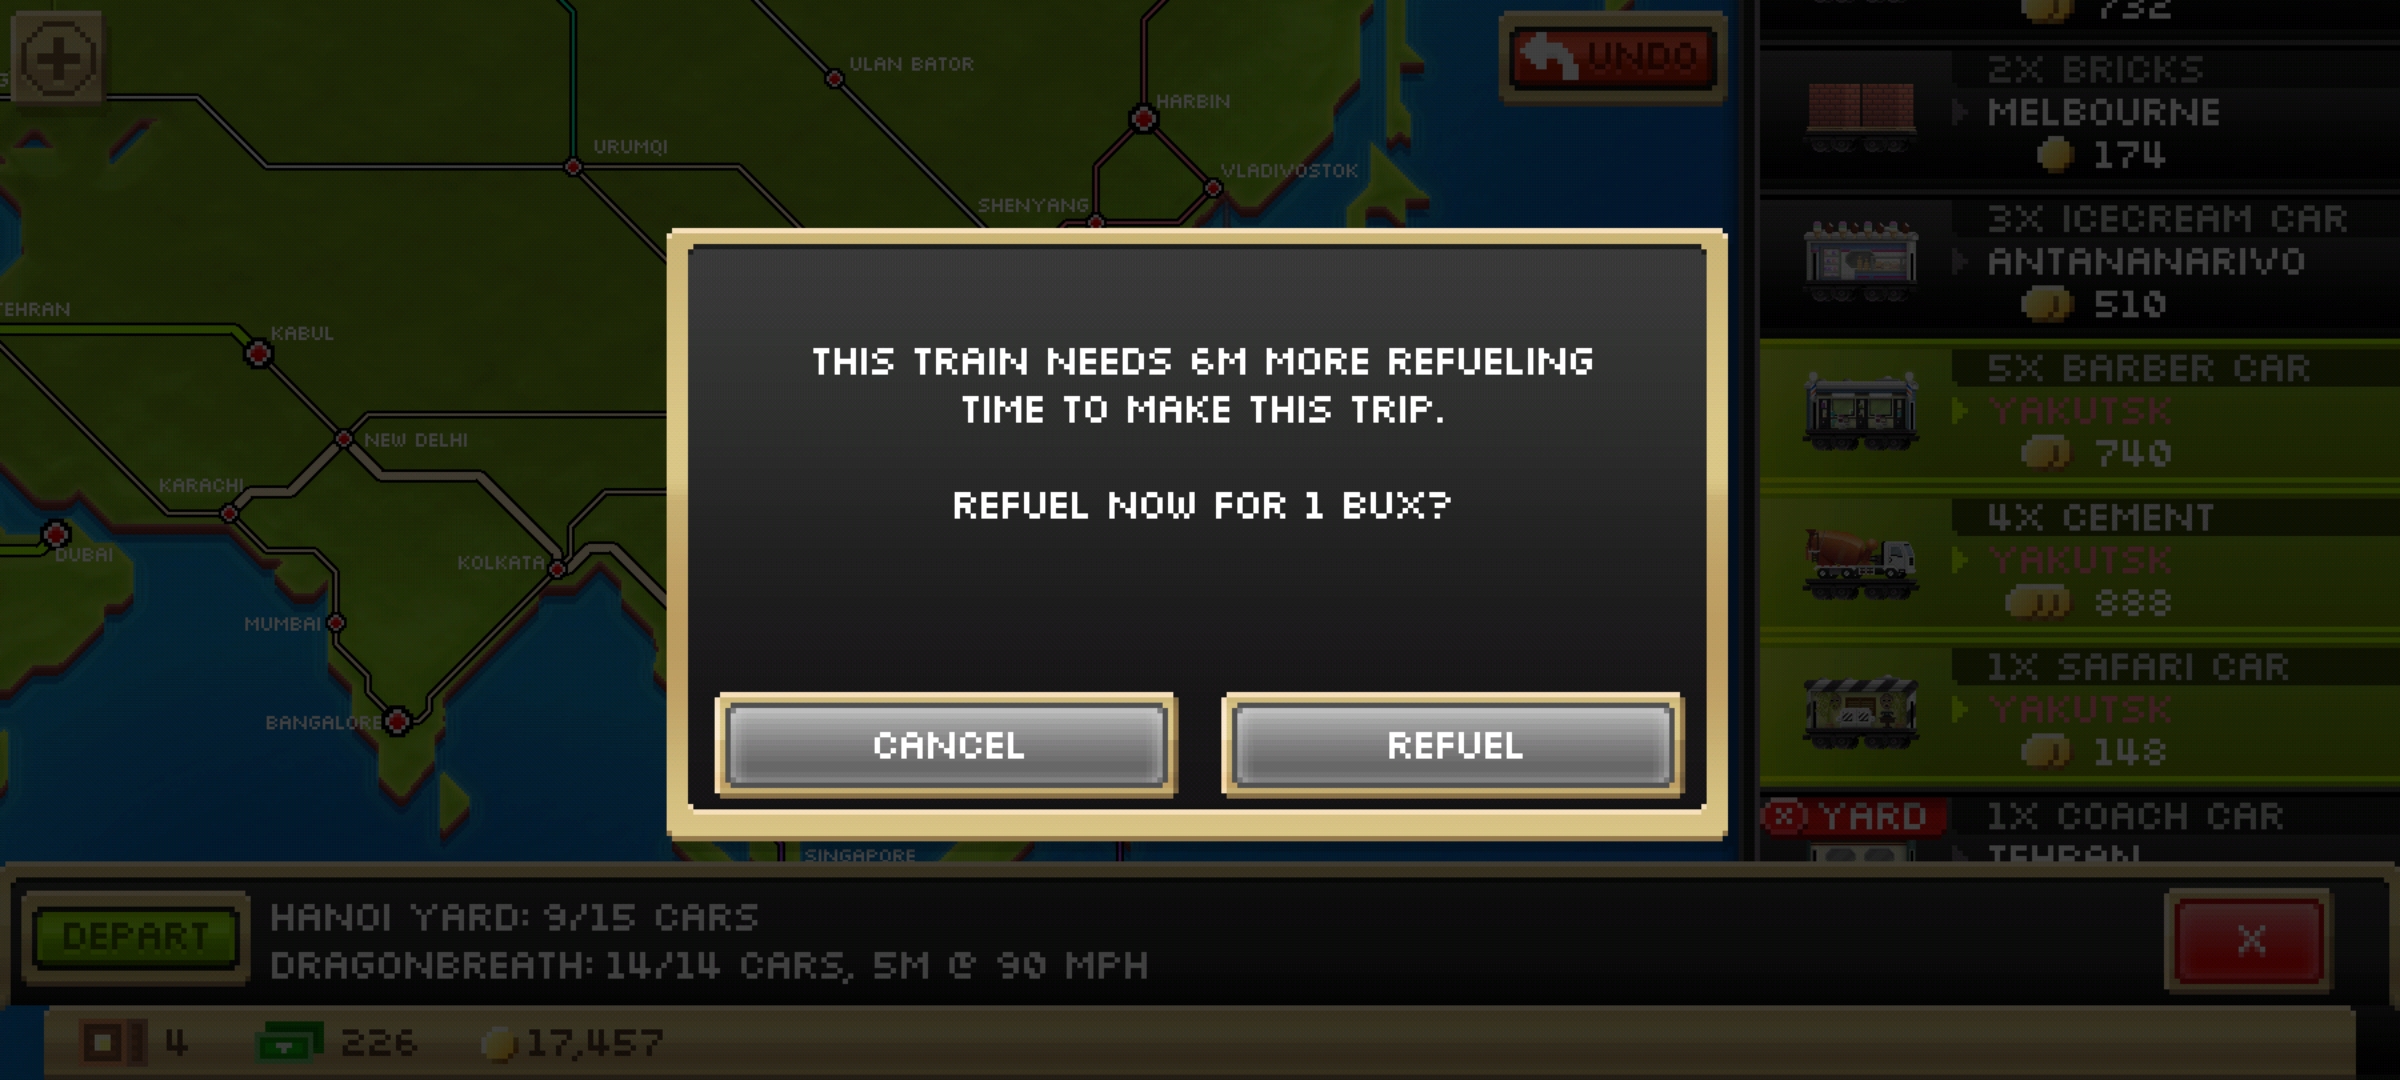 732
ULAN BATOR
UNDO
2X BRICKS
MELBOURNE
174
HARBIN
URUMQI
VLADIVOSTOK
SHENYANG
3X ICECREAM CAR
ANTANANARIVO
510
TEHRAN
KABUL
THIS TRAIN NEEDS 6M MORE REFUELING
TIME TO MAKE THIS TRIP.
REFUEL NOW FOR 1 BUX?
5X BARBER CAR
YAKUTSK
740
NEW DELHI
KARACHI
DUBAI
KOLKATA
4X CEMENT
YAKUTSK
888
MUMBAI
BANGALORE
1X SAFARI CAR
YAKUTSK
148
CANCEL
REFUEL
YARD
1X COACH CAR
TEHRAN
SINGAPORE
DEPART
HANOI YARD: 9/15 CARS
DRAGONBREATH: 14/14 CARS, 5M @ 90 MPH
X
4
226
17,457